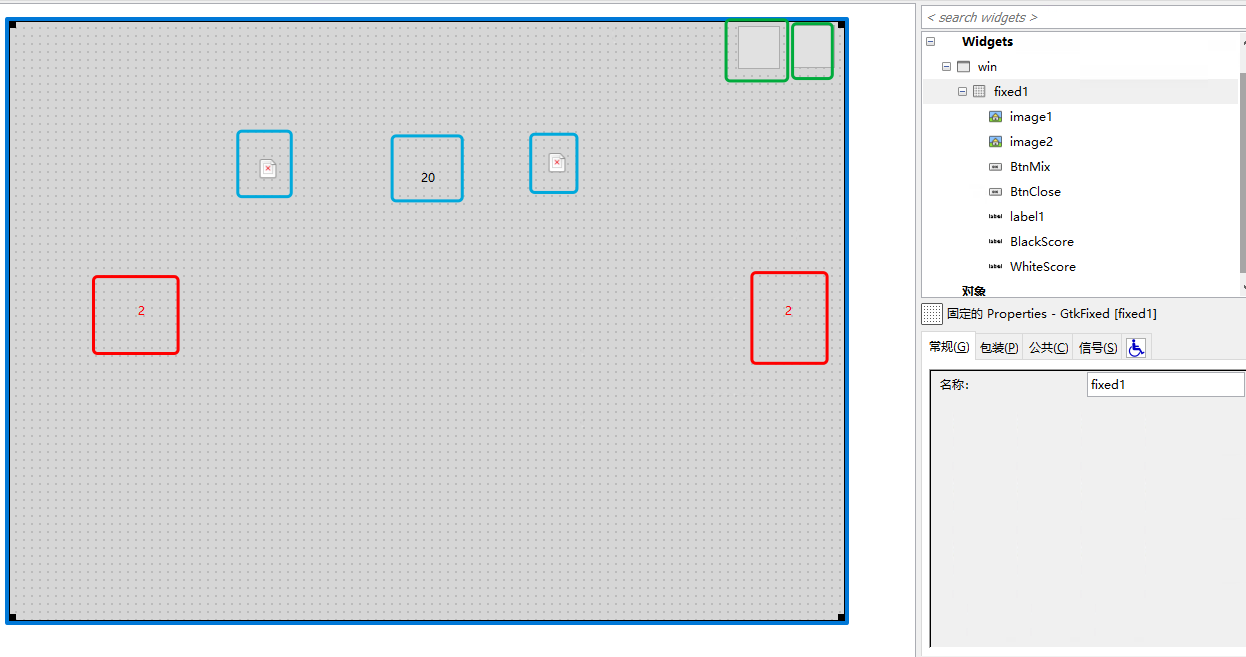 < search widgets >
Widgets
win
fixed1
image1
image2
BtnMix
BtnClose
label1
BlackScore
WhiteScore
对象
20
2
2
固定的 Properties - GtkFixed [fixed1]
常规(G) 包装(P) 公共(C) 信号(S)
名称: fixed1